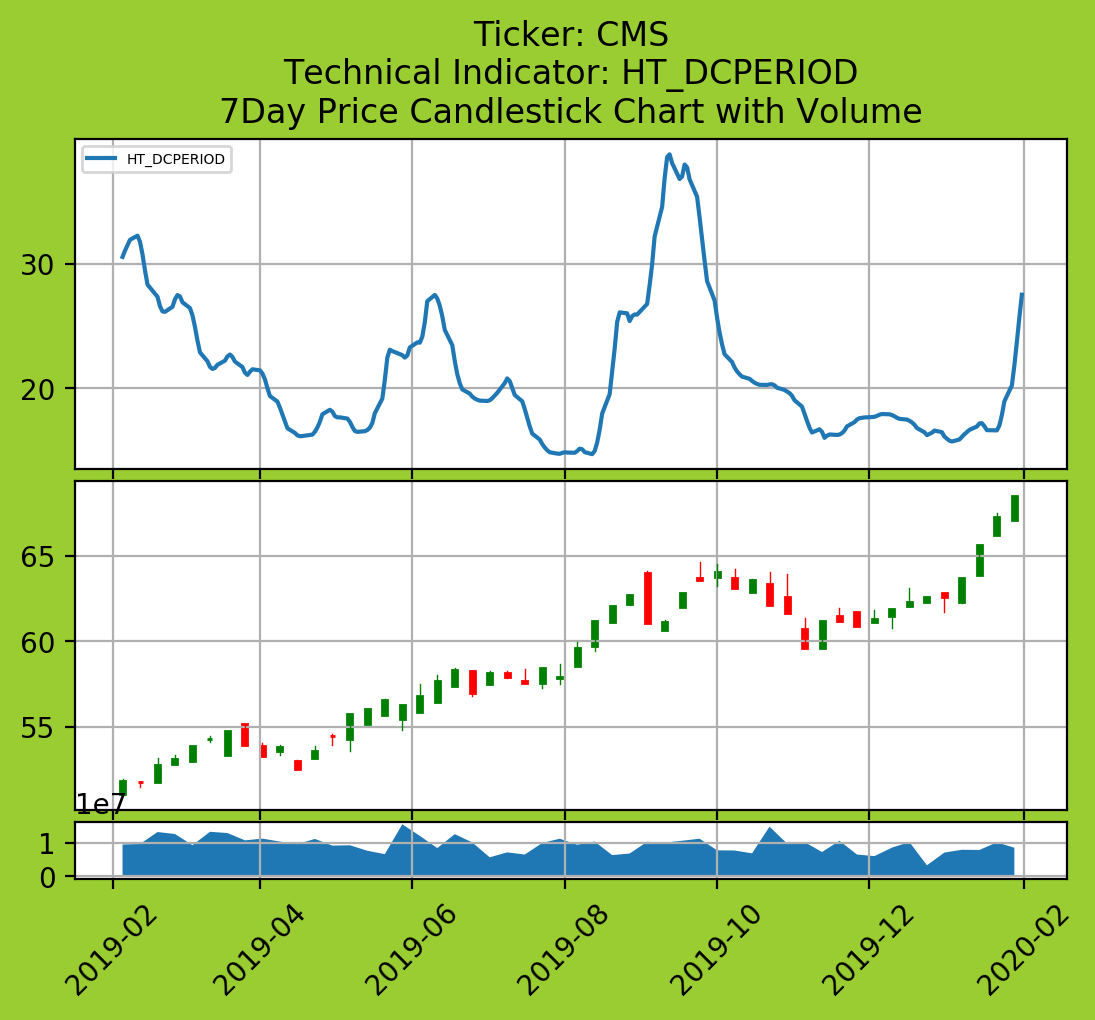 Ticker: CMS
Technical Indicator: HT_DCPERIOD
7Day Price Candlestick Chart with Volume
HT_DCPERIOD
30
20
65
60
55
1e7
1
0
2019-02
2019-04
2019-06
2019-08
2019-10
2019-12
2020-02